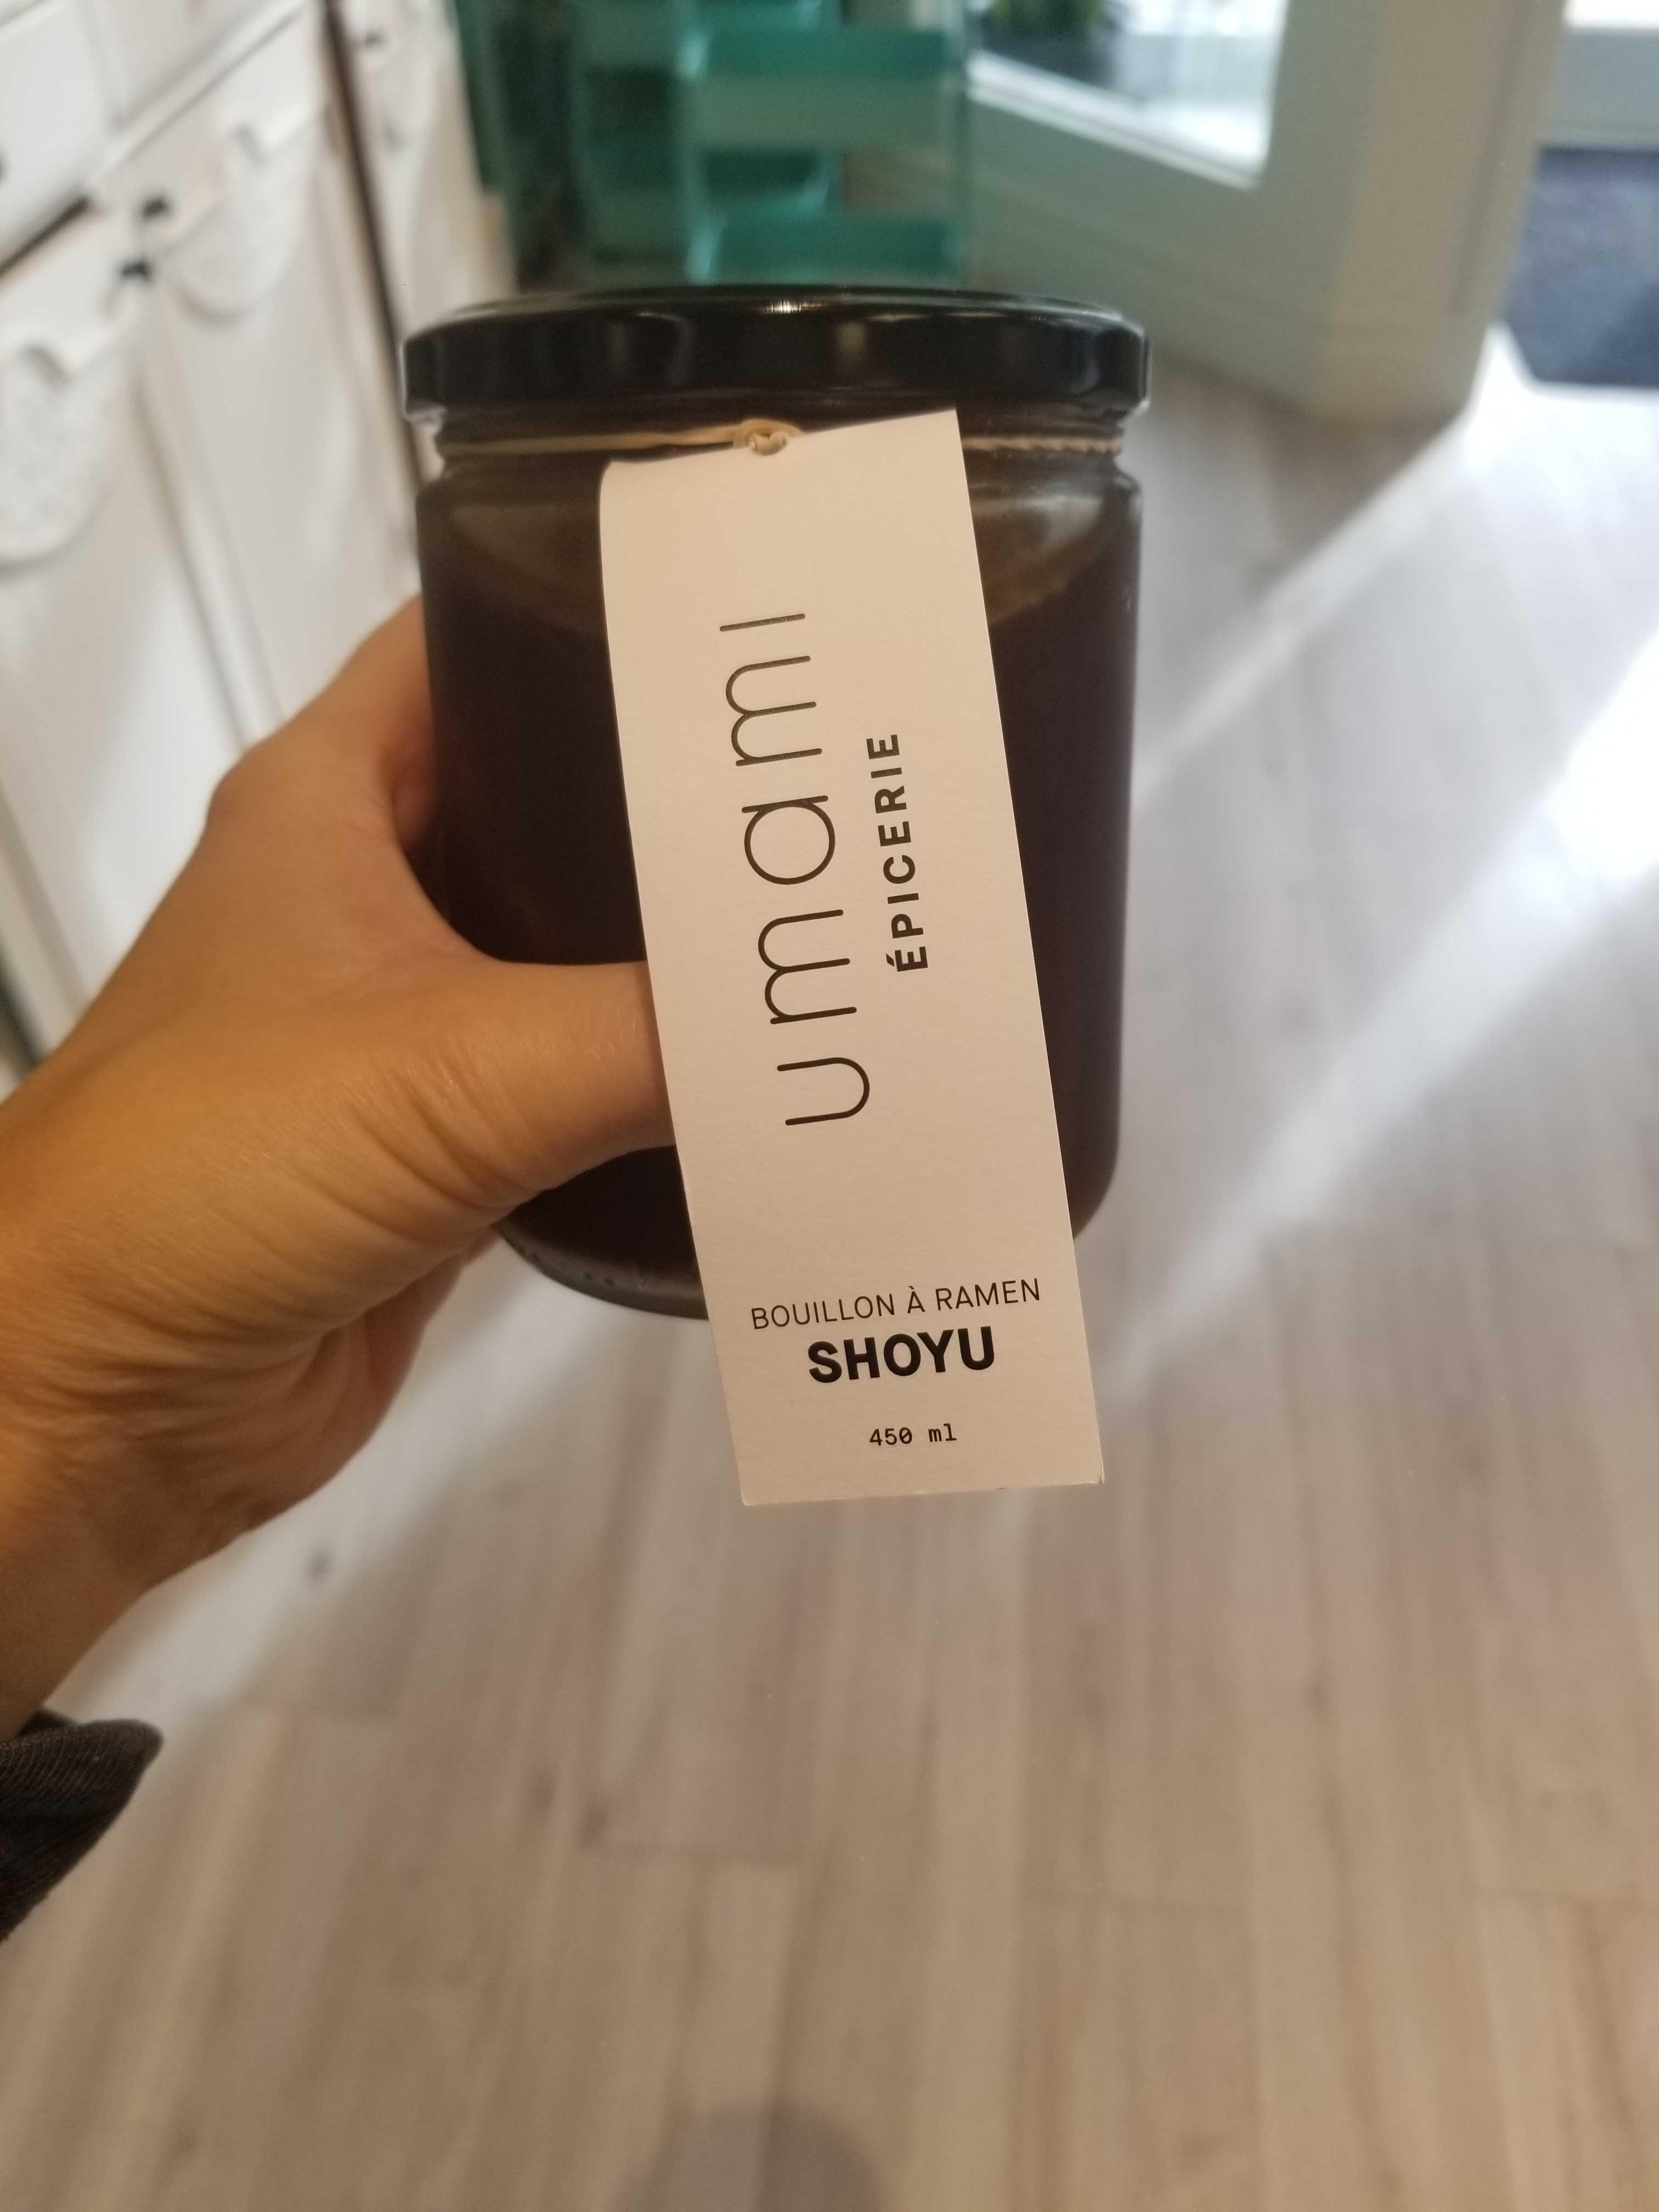 umami
ÉPICERIE
BOUILLON À RAMEN
SHOYU
450 ml